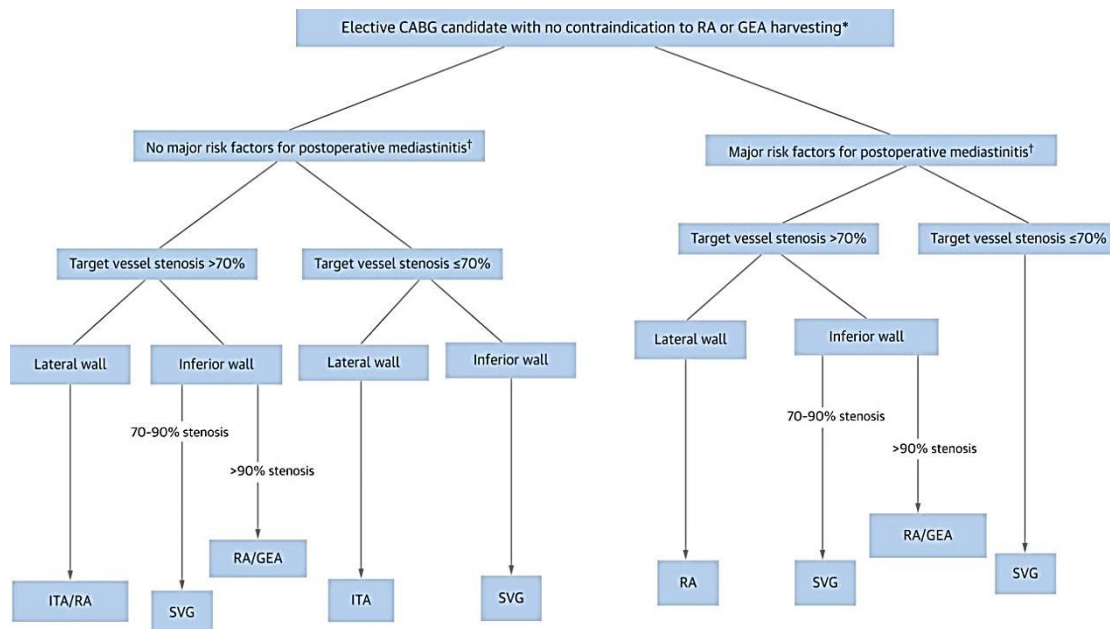 Elective CABG candidate with no contraindication to RA or GEA harvesting*
No major risk factors for postoperative mediastinitis†
Major risk factors for postoperative mediastinitis†
Target vessel stenosis >70%
Target vessel stenosis ≤70%
Target vessel stenosis >70%
Target vessel stenosis ≤70%
Lateral wall
Inferior wall
Lateral wall
Inferior wall
Lateral wall
Inferior wall
70-90% stenosis
>90% stenosis
70-90% stenosis
>90% stenosis
ITA/RA
SVG
RA/GEA
ITA
SVG
RA
SVG
RA/GEA
SVG